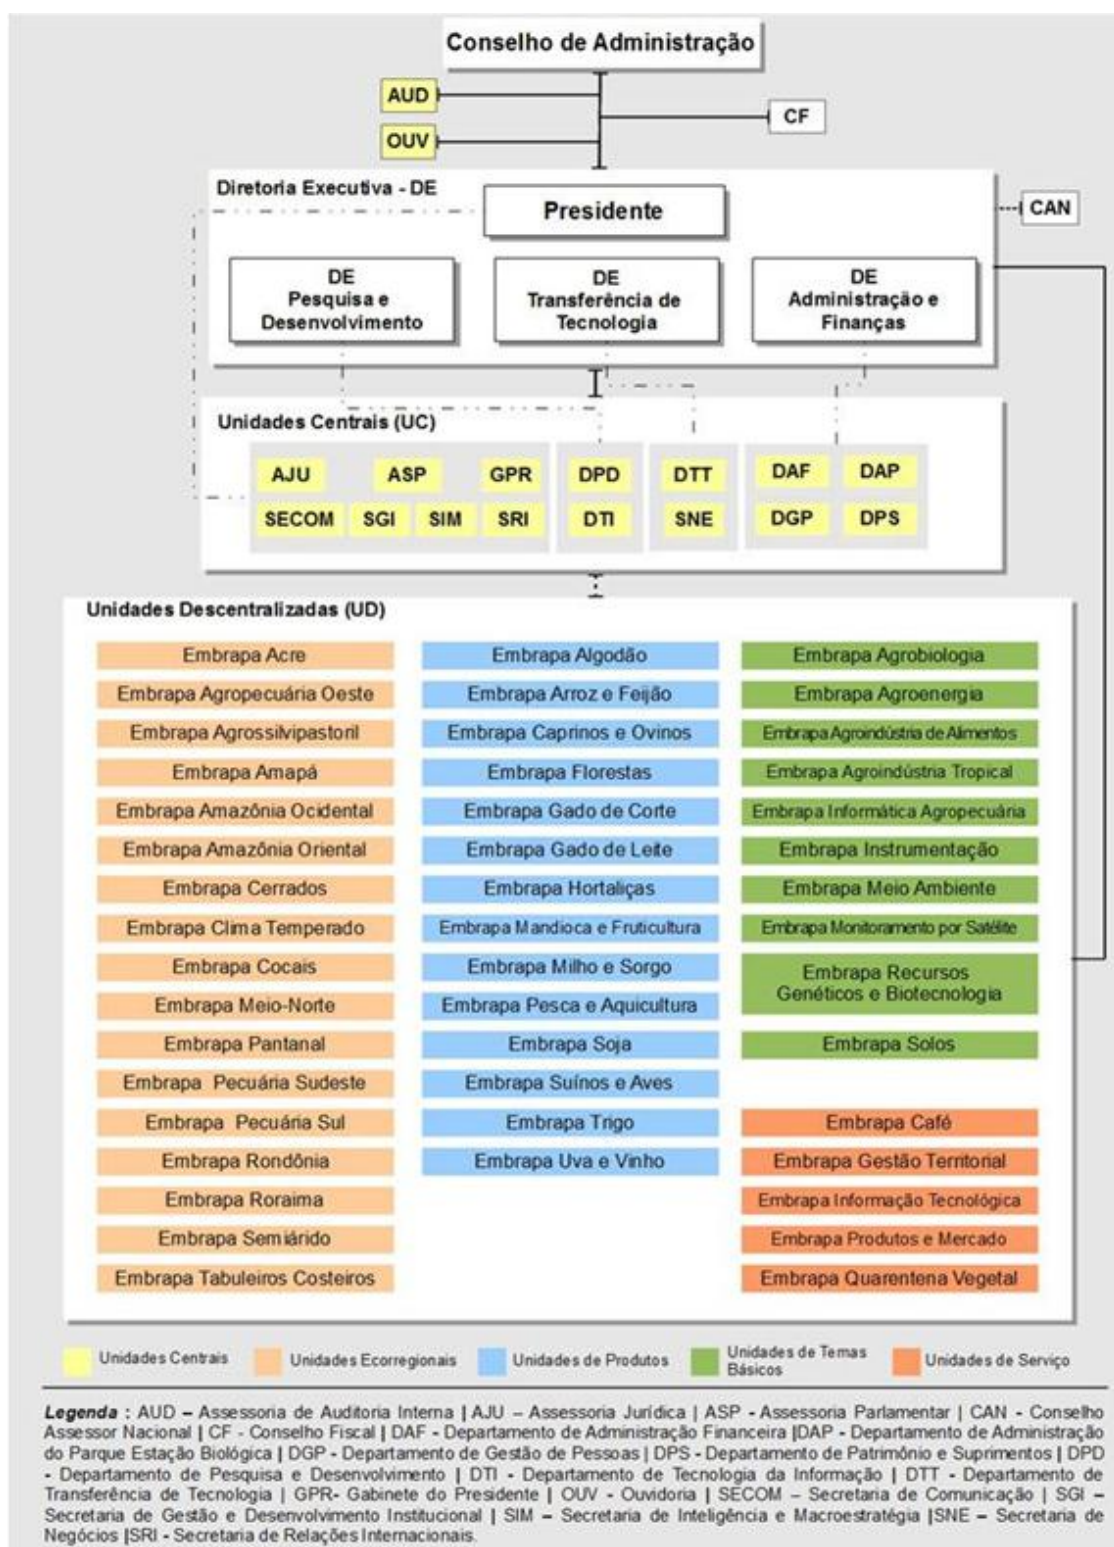 Conselho de Administração
AUD
CF
OUV
Diretoria Executiva - DE
Presidente
CAN
DE
Pesquisa e
Desenvolvimento
DE
Transferência de
Tecnologia
DE
Administração e
Finanças
Unidades Centrais (UC)
AJU ASP GPR DPD DTT DAF DAP
SECOM SGI SIM SRI DTI SNE DGP DPS
Unidades Descentralizadas (UD)
Embrapa Acre
Embrapa Agropecuária Oeste
Embrapa Agrossilvipastoril
Embrapa Amapá
Embrapa Amazônia Ocidental
Embrapa Amazônia Oriental
Embrapa Cerrados
Embrapa Clima Temperado
Embrapa Cocais
Embrapa Meio-Norte
Embrapa Pantanal
Embrapa Pecuária Sudeste
Embrapa Pecuária Sul
Embrapa Rondônia
Embrapa Roraima
Embrapa Semiárido
Embrapa Tabuleiros Costeiros
Embrapa Algodão
Embrapa Arroz e Feijão
Embrapa Caprinos e Ovinos
Embrapa Florestas
Embrapa Gado de Corte
Embrapa Gado de Leite
Embrapa Hortaliças
Embrapa Mandioca e Fruticultura
Embrapa Milho e Sorgo
Embrapa Pesca e Aquicultura
Embrapa Soja
Embrapa Suínos e Aves
Embrapa Trigo
Embrapa Uva e Vinho
Embrapa Agrobiologia
Embrapa Agroenergia
Embrapa Agroindústria de Alimentos
Embrapa Agroindústria Tropical
Embrapa Informática Agropecuária
Embrapa Instrumentação
Embrapa Meio Ambiente
Embrapa Monitoramento por Satélite
Embrapa Recursos
Genéticos e Biotecnologia
Embrapa Solos
Embrapa Café
Embrapa Gestão Territorial
Embrapa Informação Tecnológica
Embrapa Produtos e Mercado
Embrapa Quarentena Vegetal
Unidades Centrais
Unidades Ecorregionais
Unidades de Produtos
Unidades de Temas
Básicos
Unidades de Serviço
Legenda : AUD – Assessoria de Auditoria Interna | AJU – Assessoria Jurídica | ASP - Assessoria Parlamentar | CAN - Conselho
Assessor Nacional | CF - Conselho Fiscal | DAF - Departamento de Administração Financeira |DAP - Departamento de Administração
do Parque Estação Biológica | DGP - Departamento de Gestão de Pessoas | DPS - Departamento de Patrimônio e Suprimentos | DPD
- Departamento de Pesquisa e Desenvolvimento | DTI - Departamento de Tecnologia da Informação | DTT - Departamento de
Transferência de Tecnologia | GPR- Gabinete do Presidente | OUV - Ouvidoria | SECOM – Secretaria de Comunicação | SGI –
Secretaria de Gestão e Desenvolvimento Institucional | SIM – Secretaria de Inteligência e Macroestratégia |SNE – Secretaria de
Negócios |SRI - Secretaria de Relações Internacionais.